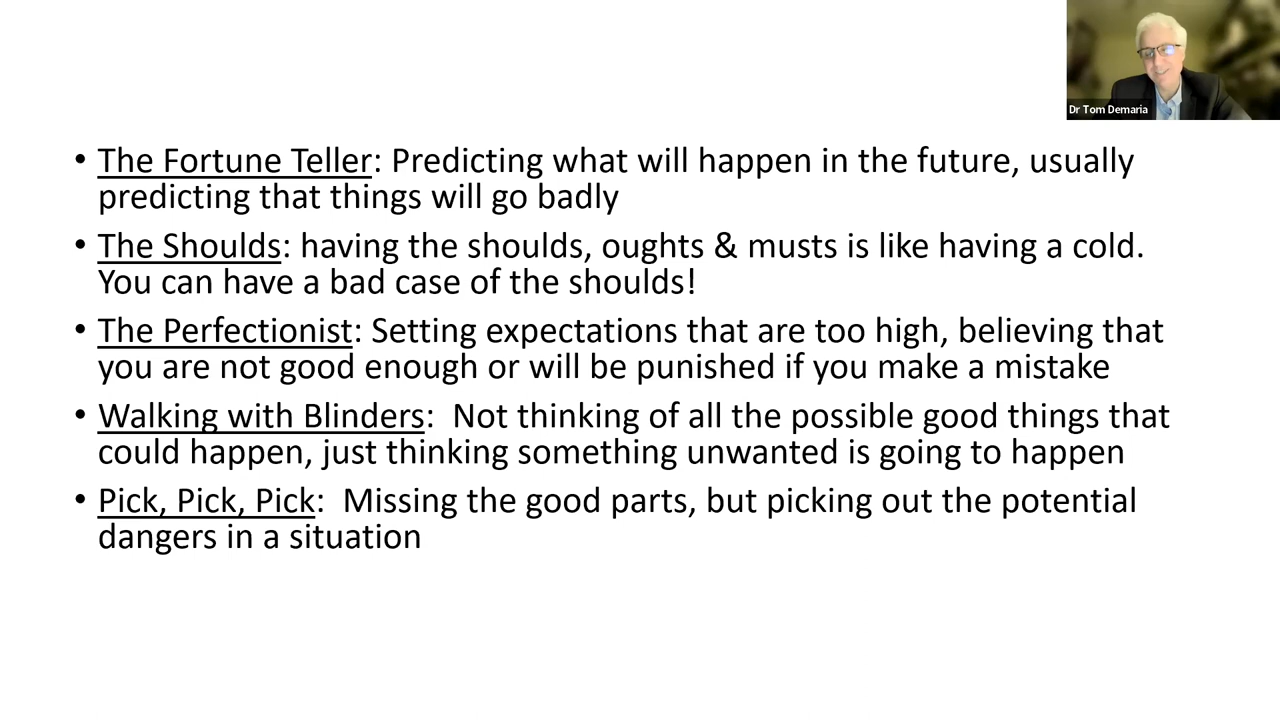 Dr Tom Demaria
• The Fortune Teller: Predicting what will happen in the future, usually
predicting that things will go badly
• The Shoulds: having the shoulds, oughts & musts is like having a cold.
You can have a bad case of the shoulds!
• The Perfectionist: Setting expectations that are too high, believing that
you are not good enough or will be punished if you make a mistake
• Walking with Blinders:  Not thinking of all the possible good things that
could happen, just thinking something unwanted is going to happen
• Pick, Pick, Pick:  Missing the good parts, but picking out the potential
dangers in a situation